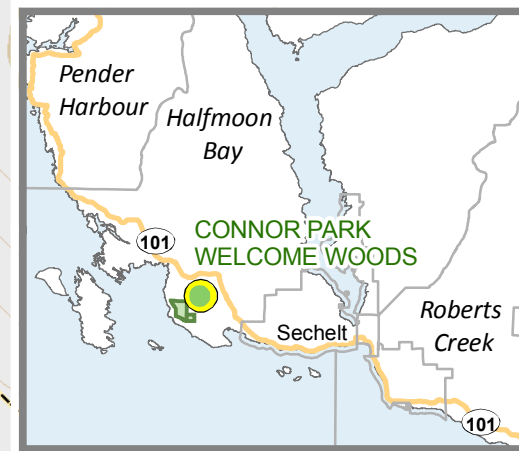 Pender
Harbour
Halfmoon
Bay
101
CONNOR PARK
WELCOME WOODS
Sechelt
Roberts
Creek
101